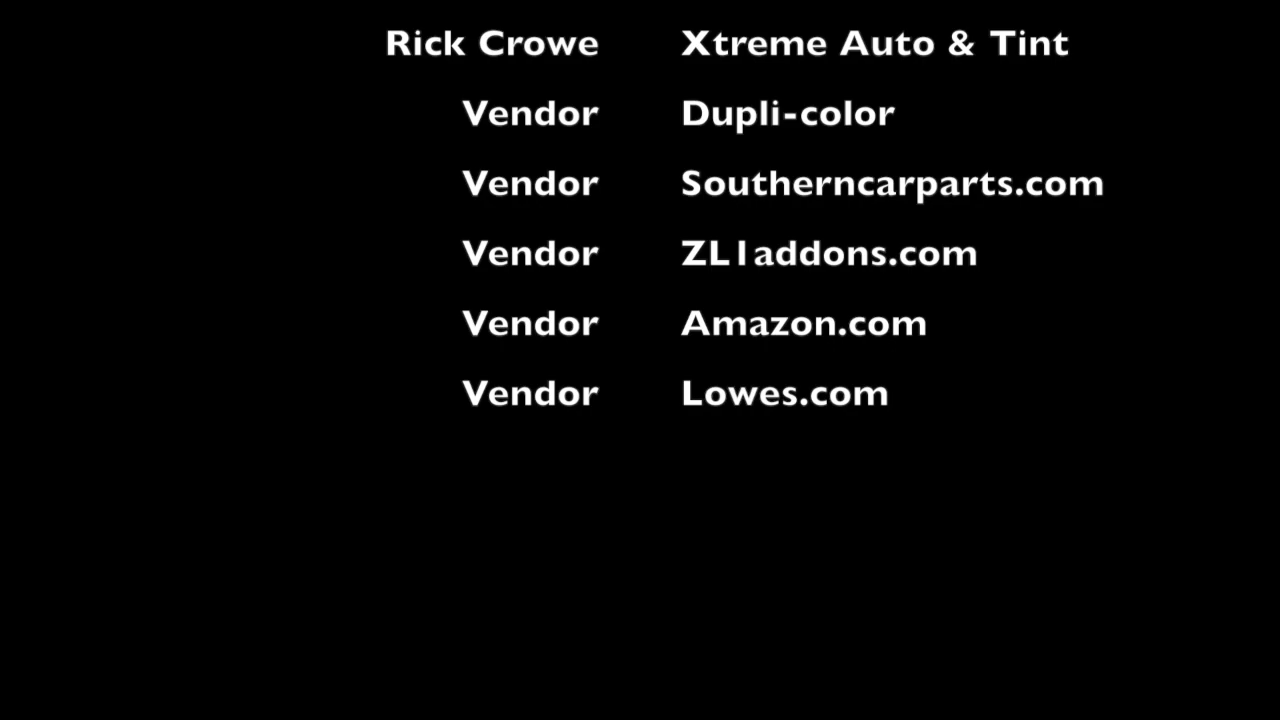 Rick Crowe Xtreme Auto & Tint
Vendor Dupli-color
Vendor Southerncarparts.com
Vendor ZL1addons.com
Vendor Amazon.com
Vendor Lowes.com